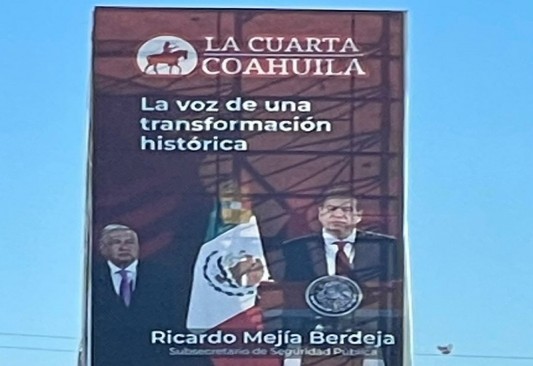 LA CUARTA
COAHUILA
La voz de una
transformación
histórica
Ricardo Mejía Berdeja
Subsecretario de Seguridad Pública